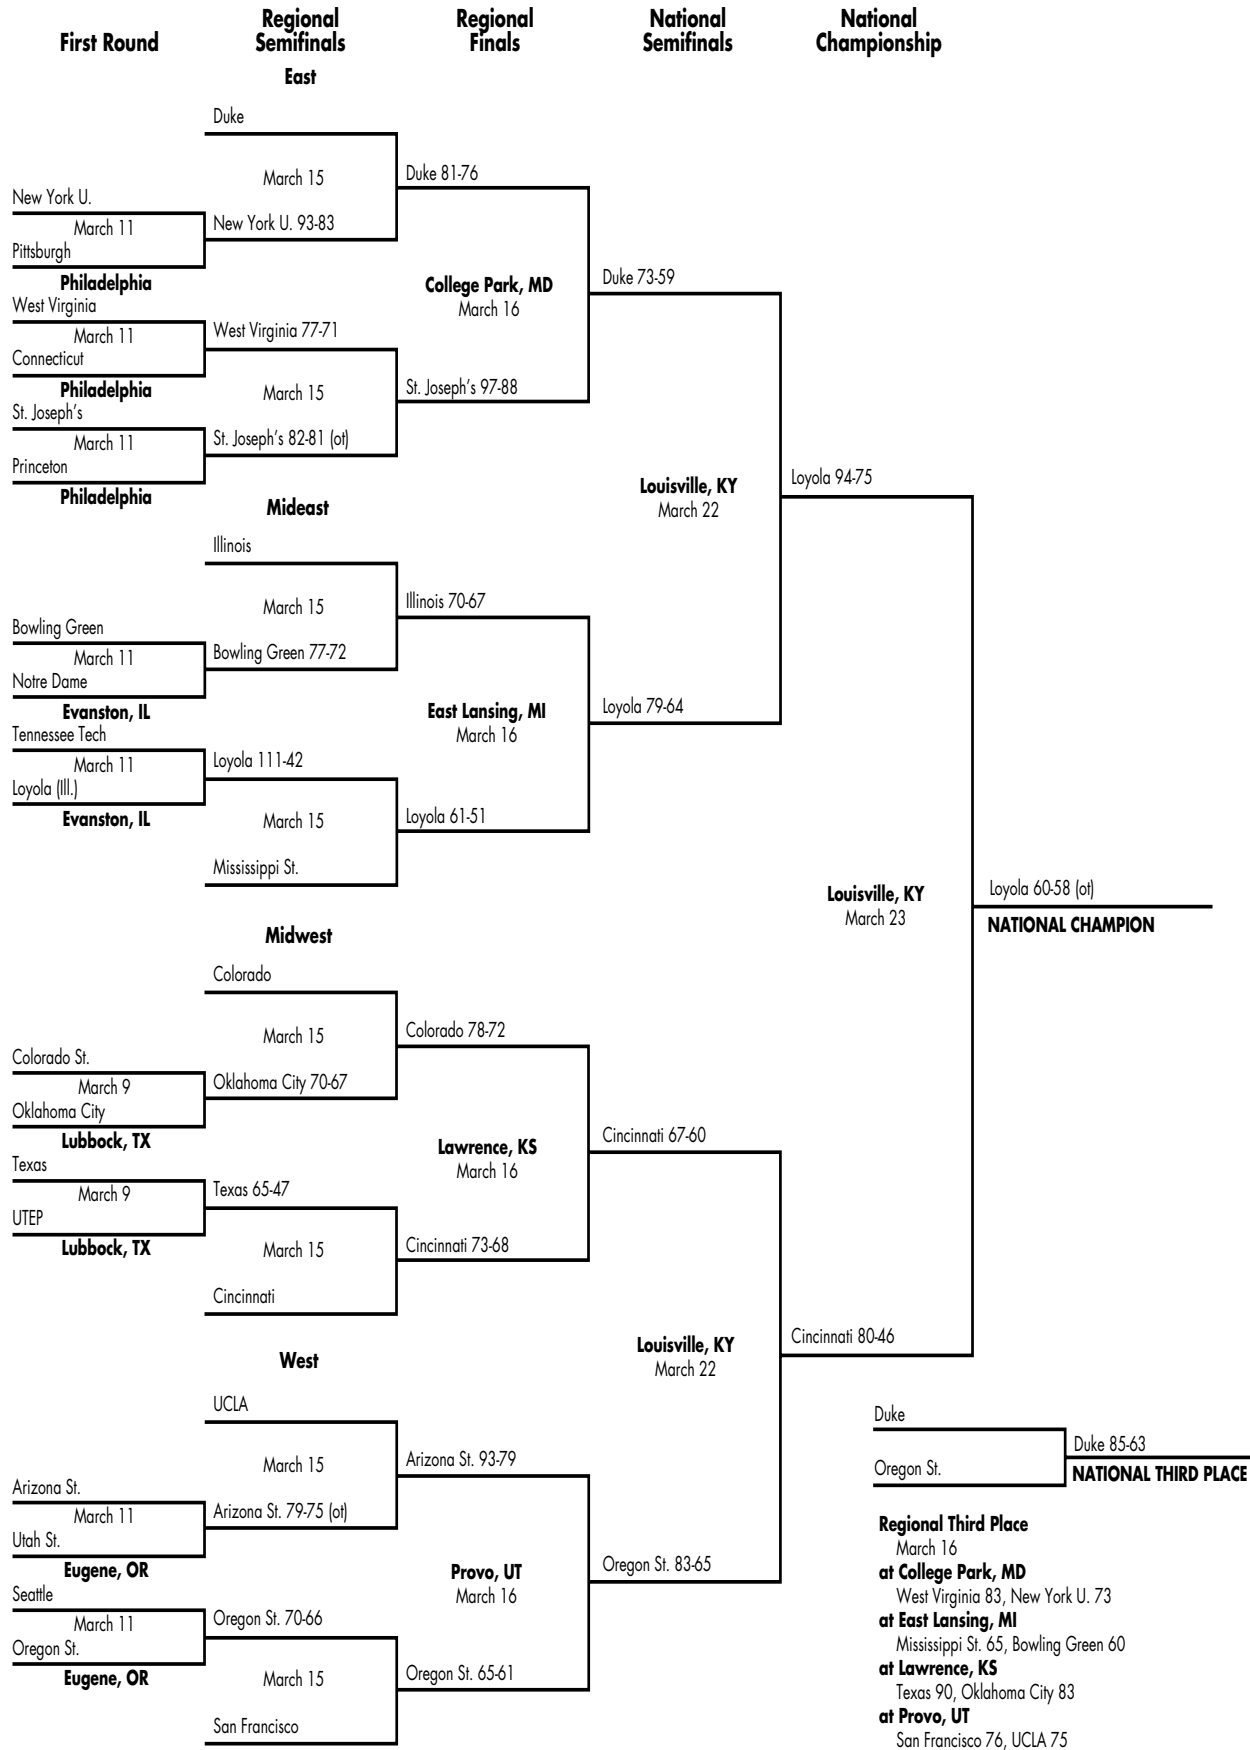 First Round
Regional
Semifinals
Regional
Finals
National
Semifinals
National
Championship
East
Duke
March 15
Duke 81-76
New York U.
March 11
New York U. 93-83
Pittsburgh
Philadelphia
College Park, MD
March 16
Duke 73-59
West Virginia
March 11
West Virginia 77-71
Connecticut
Philadelphia
March 15
St. Joseph's 97-88
St. Joseph's
March 11
St. Joseph's 82-81 (ot)
Princeton
Philadelphia
Louisville, KY
March 22
Loyola 94-75
Mideast
Illinois
March 15
Illinois 70-67
Bowling Green
March 11
Bowling Green 77-72
Notre Dame
Evanston, IL
East Lansing, MI
March 16
Loyola 79-64
Tennessee Tech
March 11
Loyola 111-42
Loyola (Ill.)
Evanston, IL
March 15
Loyola 61-51
Mississippi St.
Louisville, KY
March 23
Loyola 60-58 (ot)
NATIONAL CHAMPION
Midwest
Colorado
March 15
Colorado 78-72
Colorado St.
March 9
Oklahoma City 70-67
Oklahoma City
Lubbock, TX
Lawrence, KS
March 16
Cincinnati 67-60
Texas
March 9
Texas 65-47
UTEP
Lubbock, TX
March 15
Cincinnati 73-68
Cincinnati
Louisville, KY
March 22
Cincinnati 80-46
West
UCLA
March 15
Arizona St. 93-79
Arizona St.
March 11
Arizona St. 79-75 (ot)
Utah St.
Eugene, OR
Provo, UT
March 16
Oregon St. 83-65
Seattle
March 11
Oregon St. 70-66
Oregon St.
Eugene, OR
March 15
Oregon St. 65-61
San Francisco
Duke
Duke 85-63
Oregon St.
NATIONAL THIRD PLACE
Regional Third Place
March 16
at College Park, MD
West Virginia 83, New York U. 73
at East Lansing, MI
Mississippi St. 65, Bowling Green 60
at Lawrence, KS
Texas 90, Oklahoma City 83
at Provo, UT
San Francisco 76, UCLA 75